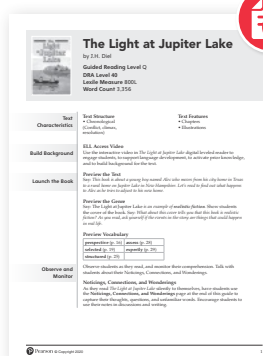 The Light at Jupiter Lake
by J.H. Diel
Guided Reading Level Q
DRA Level 40
Lexile Measure 800L
Word Count 3,356
Text
Characteristics
Text Structure
• Chronological
(Conflict, climax,
resolution)
Text Features
• Chapters
• Illustrations
Build Background
ELL Access Video
Use the interactive video in The Light at Jupiter Lake digital leveled reader to
engage students, to support language development, to activate prior knowledge,
and to build background for the text.
Launch the Book
Preview the Text
Say: This book is about a young boy named Alec who moves from his city home in Texas
to a rural home on Jupiter Lake in New Hampshire. Let's read to find out what happens
to Alec as he tries to adjust to his new home.
Preview the Genre
Say: The Light at Jupiter Lake is an example of realistic fiction. Show students
the cover of the book. Say: What about this cover tells you that this book is realistic
fiction? As you read, ask yourself if the events in the story are things that could happen
in real life.
Preview Vocabulary
perspective (p. 16) access (p. 28)
selected (p. 19) expertly (p. 29)
structured (p. 25)
Observe and
Monitor
Observe students as they read, and monitor their comprehension. Talk with
students about their Noticings, Connections, and Wonderings.
Noticings, Connections, and Wonderings
As they read The Light at Jupiter Lake silently to themselves, have students use
the Noticings, Connections, and Wonderings page at the end of this guide to
capture their thoughts, questions, and unfamiliar words. Encourage students to
use their notes in discussions and writing.
Pearson © Copyright 2020
1